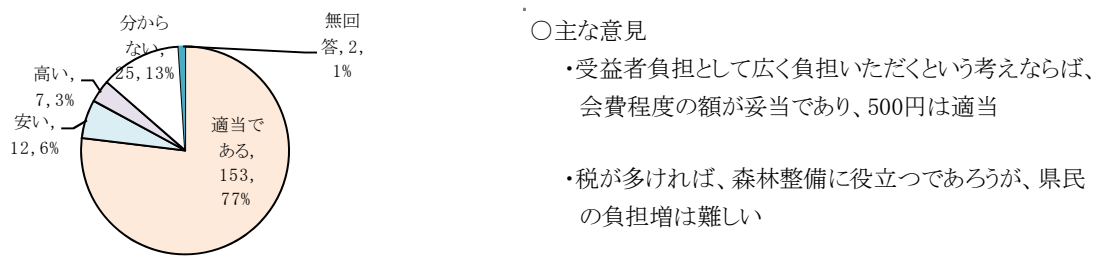 分から
ない,
25,13%
無回
答,2,
1%
高い,
7,3%
安い,
12,6%
適当で
ある,
153,
77%
○主な意見
・受益者負担として広く負担いただくという考えならば、
会費程度の額が妥当であり、500円は適当
・税が多ければ、森林整備に役立つであろうが、県民
の負担増は難しい